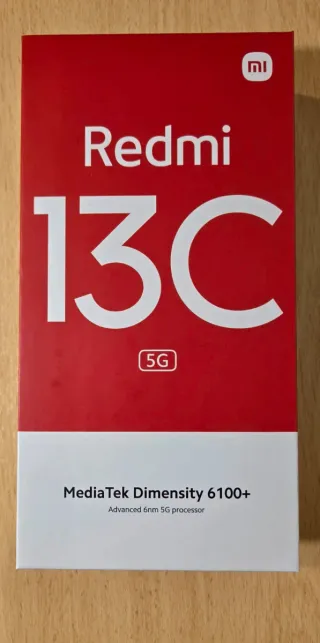 mi
Redmi
13C
5G
MediaTek Dimensity 6100+
Advanced 6nm 5G processor